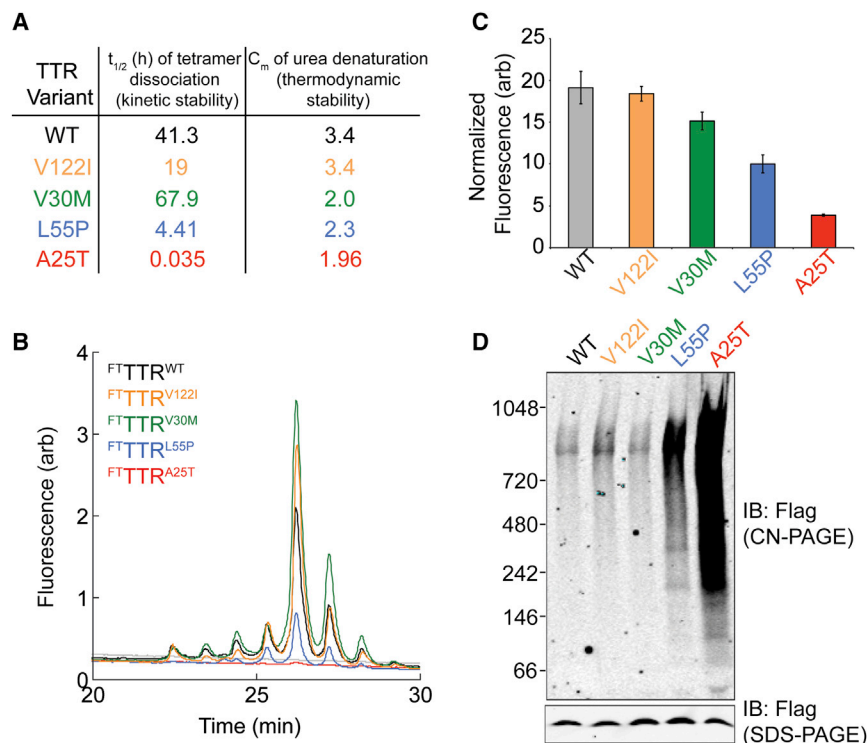 A
TTR Variant
t1/2 (h) of tetramer dissociation (kinetic stability)
Cm of urea denaturation (thermodynamic stability)
WT 41.3 3.4
V122I 19 3.4
V30M 67.9 2.0
L55P 4.41 2.3
A25T 0.035 1.96
B
FTTTRWT
FTTTRV122I
FTTTRV30M
FTTTRL55P
FTTTRA25T
Fluorescence (arb)
4
3
2
1
0
20 25 30
Time (min)
C
Normalized
Fluorescence (arb)
25
20
15
10
5
0
WT V122I V30M L55P A25T
D
WT V122I V30M L55P A25T
1048
720
480
242
146
66
IB: Flag
(CN-PAGE)
IB: Flag
(SDS-PAGE)